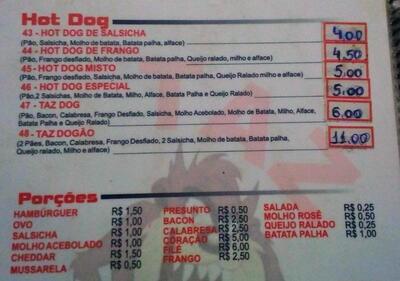 Hot Dog
43 - HOT DOG DE SALSICHA 4,00
(Pão, Salsicha, Molho de batata, Batata palha, alface)
44 - HOT DOG DE FRANGO 4,50
(Pão, Frango desfiado, Molho de batata, Batata palha, Queijo ralado, milho e alface)
45 - HOT DOG MISTO 5,00
(Pão, Frango desfiado, Salsicha, Molho de batata, Batata palha, Queijo Ralado milho e alface)
46 - HOT DOG ESPECIAL 5,00
(Pão,2 Salsichas, Molho de Batata, Milho, Alface, Batata Palha e Queijo Ralado)
47 - TAZ DOG 6,00
(Pão, Bacon, Calabresa, Frango Desfiado, Salsicha, Molho Acebolado, Molho de Batata, Milho, Alface,
Batata Palha e Queijo Ralado)
48 - TAZ DOGÃO 11,00
(2 Pães, Bacon, Calabresa, Frango Desfiado, 2 Salsicha, Molho de batata, Batata palha,
Queijo ralado, Milho e alface)
Porções
HAMBÚRGUER R$ 1,50
OVO R$ 1,00
SALSICHA R$ 1,00
MOLHO ACEBOLADO R$ 1,00
CHEDDAR R$ 1,50
MUSSARELA R$ 0,50
PRESUNTO R$ 0,50
BACON R$ 2,50
CALABRESA R$ 2,50
CORAÇÃO R$ 5,00
FILÉ R$ 6,00
FRANGO R$ 2,50
SALADA R$ 0,25
MOLHO ROSÊ R$ 0,50
QUEIJO RALADO R$ 0,25
BATATA PALHA R$ 1,00